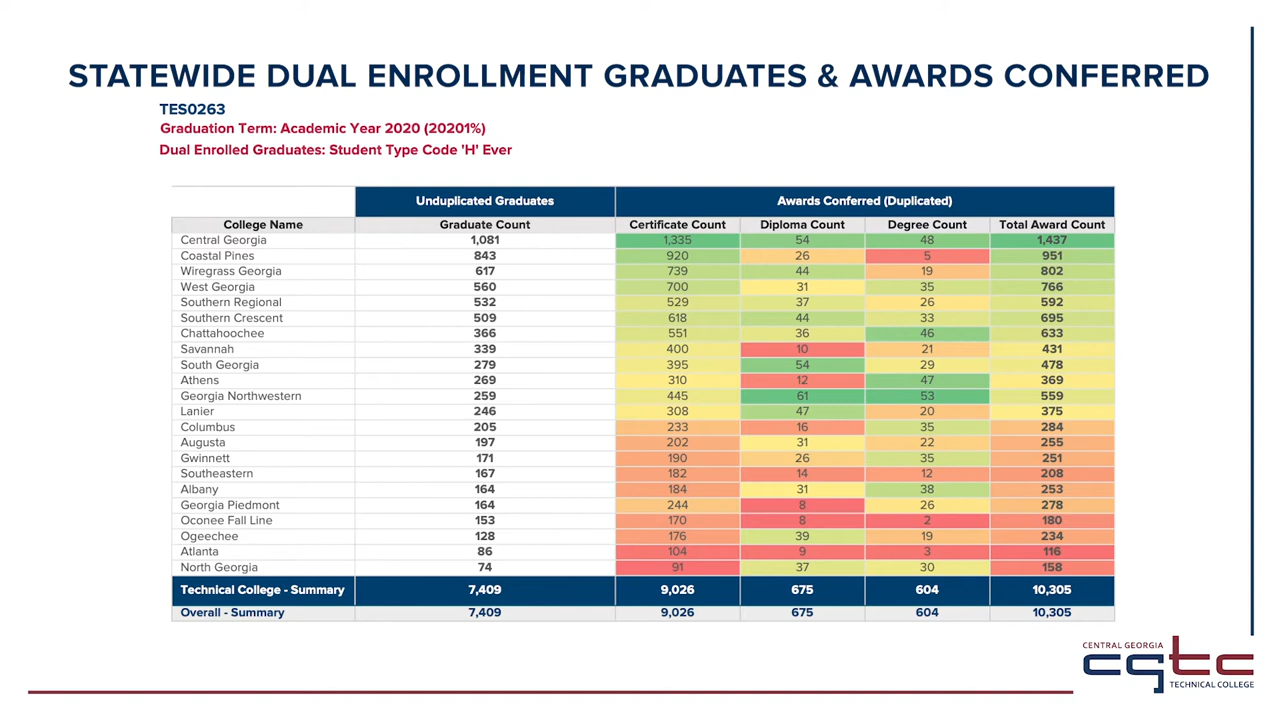 STATEWIDE DUAL ENROLLMENT GRADUATES & AWARDS CONFERRED
TES0263
Graduation Term: Academic Year 2020 (20201%)
Dual Enrolled Graduates: Student Type Code 'H' Ever
Unduplicated Graduates Awards Conferred (Duplicated)
College Name Graduate Count Certificate Count Diploma Count Degree Count Total Award Count
Central Georgia 1,081 1,335 54 48 1,437
Coastal Pines 843 920 26 5 951
Wiregrass Georgia 617 739 44 19 802
West Georgia 560 700 31 35 766
Southern Regional 532 529 37 26 592
Southern Crescent 509 618 44 33 695
Chattahoochee 366 551 36 46 633
Savannah 339 400 10 21 431
South Georgia 279 395 54 29 478
Athens 269 310 12 47 369
Georgia Northwestern 259 445 61 53 559
Lanier 246 308 47 20 375
Columbus 205 233 16 35 284
Augusta 197 202 31 22 255
Gwinnett 171 190 26 35 251
Southeastern 167 182 14 12 208
Albany 164 184 31 38 253
Georgia Piedmont 164 244 8 26 278
Oconee Fall Line 153 170 8 2 180
Ogeechee 128 176 39 19 234
Atlanta 86 104 9 3 116
North Georgia 74 91 37 30 158
Technical College - Summary 7,409 9,026 675 604 10,305
Overall - Summary 7,409 9,026 675 604 10,305
CENTRAL GEORGIA
cgtc
TECHNICAL COLLEGE